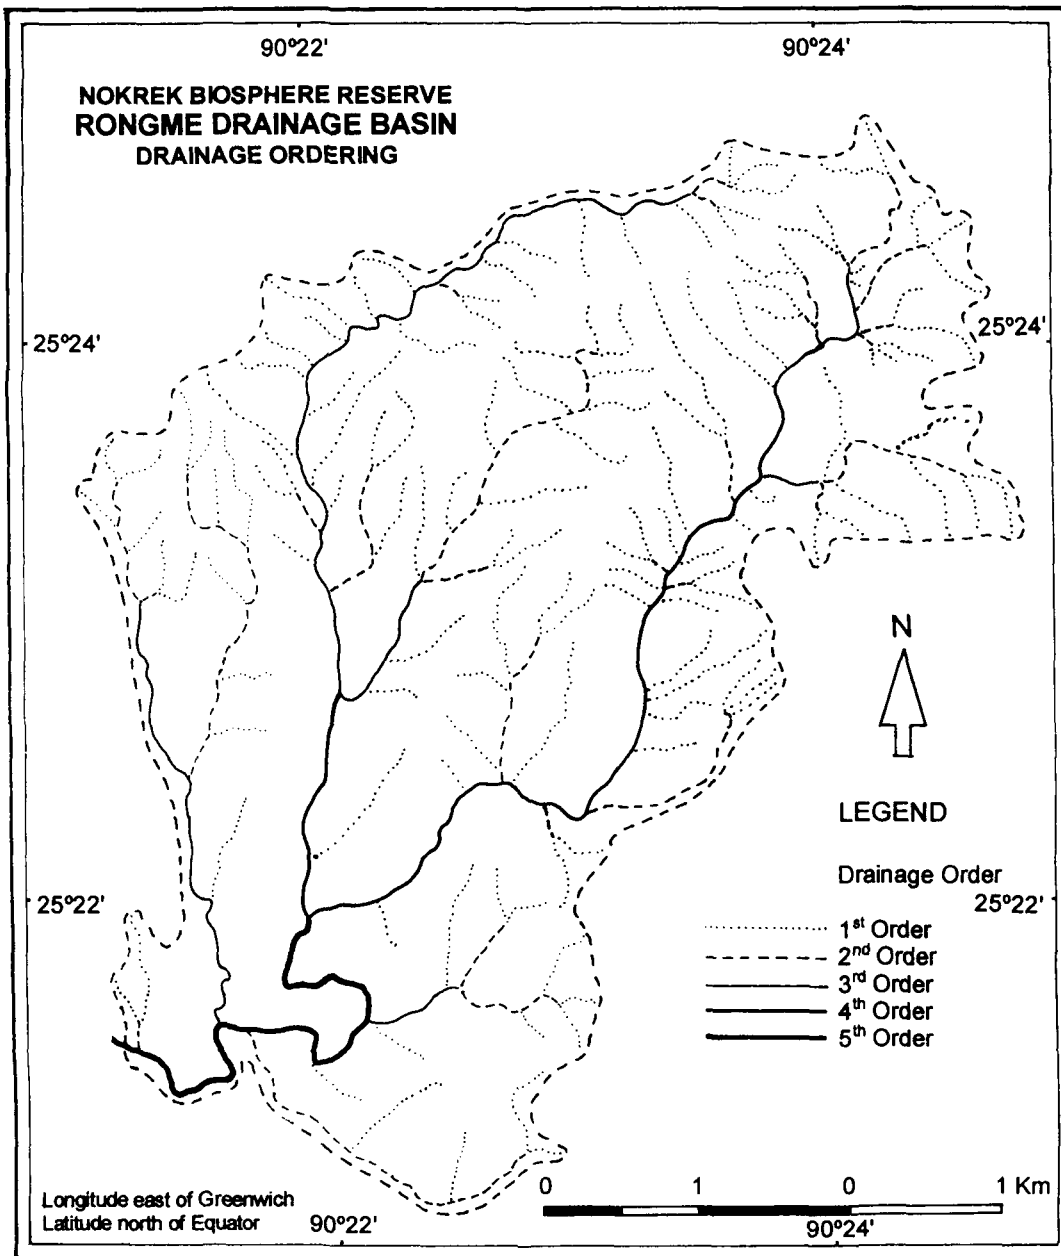 90°22'
90°24'
NOKREK BIOSPHERE RESERVE
RONGME DRAINAGE BASIN
DRAINAGE ORDERING
25°24'
25°24'
N
LEGEND
Drainage Order
25°22'
25°22'
1st Order
2nd Order
3rd Order
4th Order
5th Order
0 1 0 1 Km
Longitude east of Greenwich
Latitude north of Equator
90°22'
90°24'